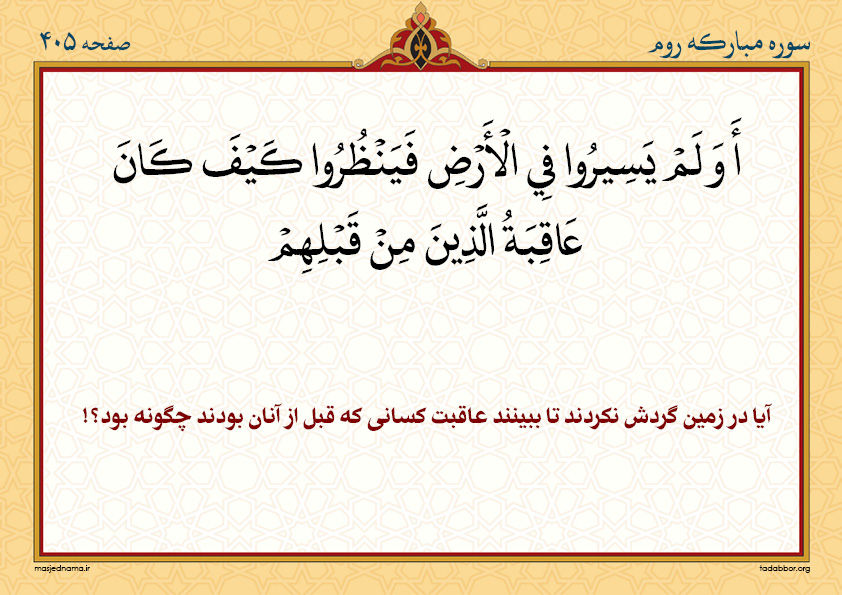 سوره مبارکه روم
صفحه ۴۰۵
أَوَلَمْ يَسِيرُوا فِي الْأَرْضِ فَيَنْظُرُوا كَيْفَ كَانَ
عَاقِبَةُ الَّذِينَ مِنْ قَبْلِهِمْ
آیا در زمین گردش نکردند تا ببینند عاقبت کسانی که قبل از آنان بودند چگونه بود؟!
masjednama.ir
tadabbor.org